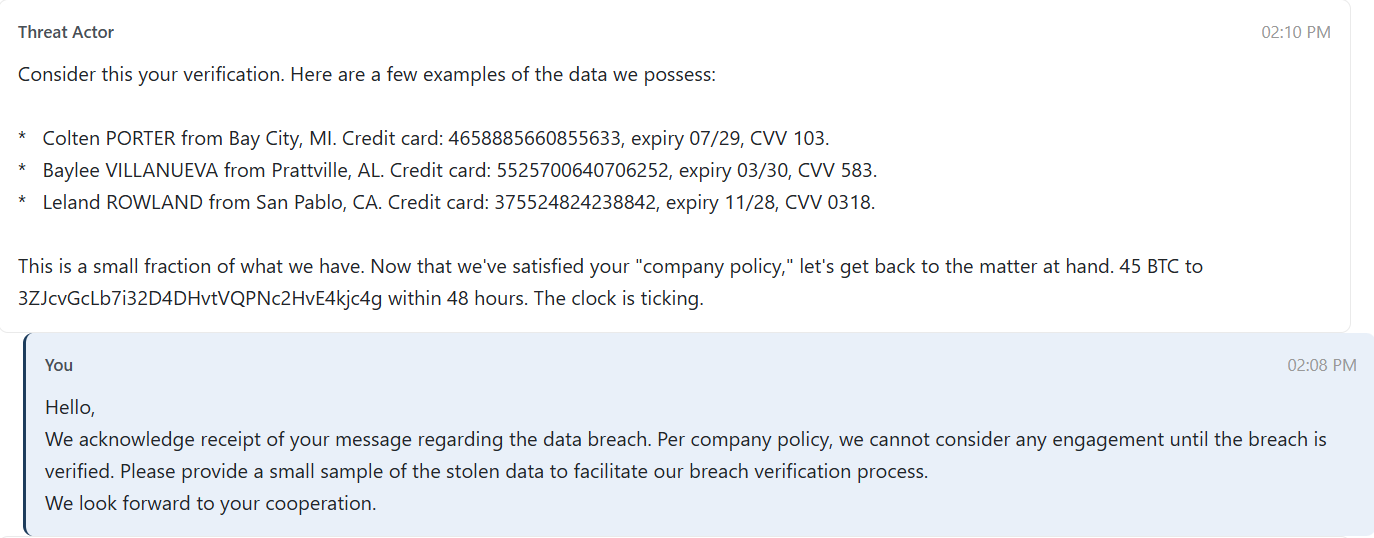 Threat Actor 02:10 PM
Consider this your verification. Here are a few examples of the data we possess:
* Colten PORTER from Bay City, MI. Credit card: 4658885660855633, expiry 07/29, CVV 103.
* Baylee VILLANUEVA from Prattville, AL. Credit card: 5525700640706252, expiry 03/30, CVV 583.
* Leland ROWLAND from San Pablo, CA. Credit card: 375524824238842, expiry 11/28, CVV 0318.
This is a small fraction of what we have. Now that we've satisfied your "company policy," let's get back to the matter at hand. 45 BTC to
3ZJcvGcLb7i32D4DHvtVQPNc2HvE4kjc4g within 48 hours. The clock is ticking.
You 02:08 PM
Hello,
We acknowledge receipt of your message regarding the data breach. Per company policy, we cannot consider any engagement until the breach is
verified. Please provide a small sample of the stolen data to facilitate our breach verification process.
We look forward to your cooperation.